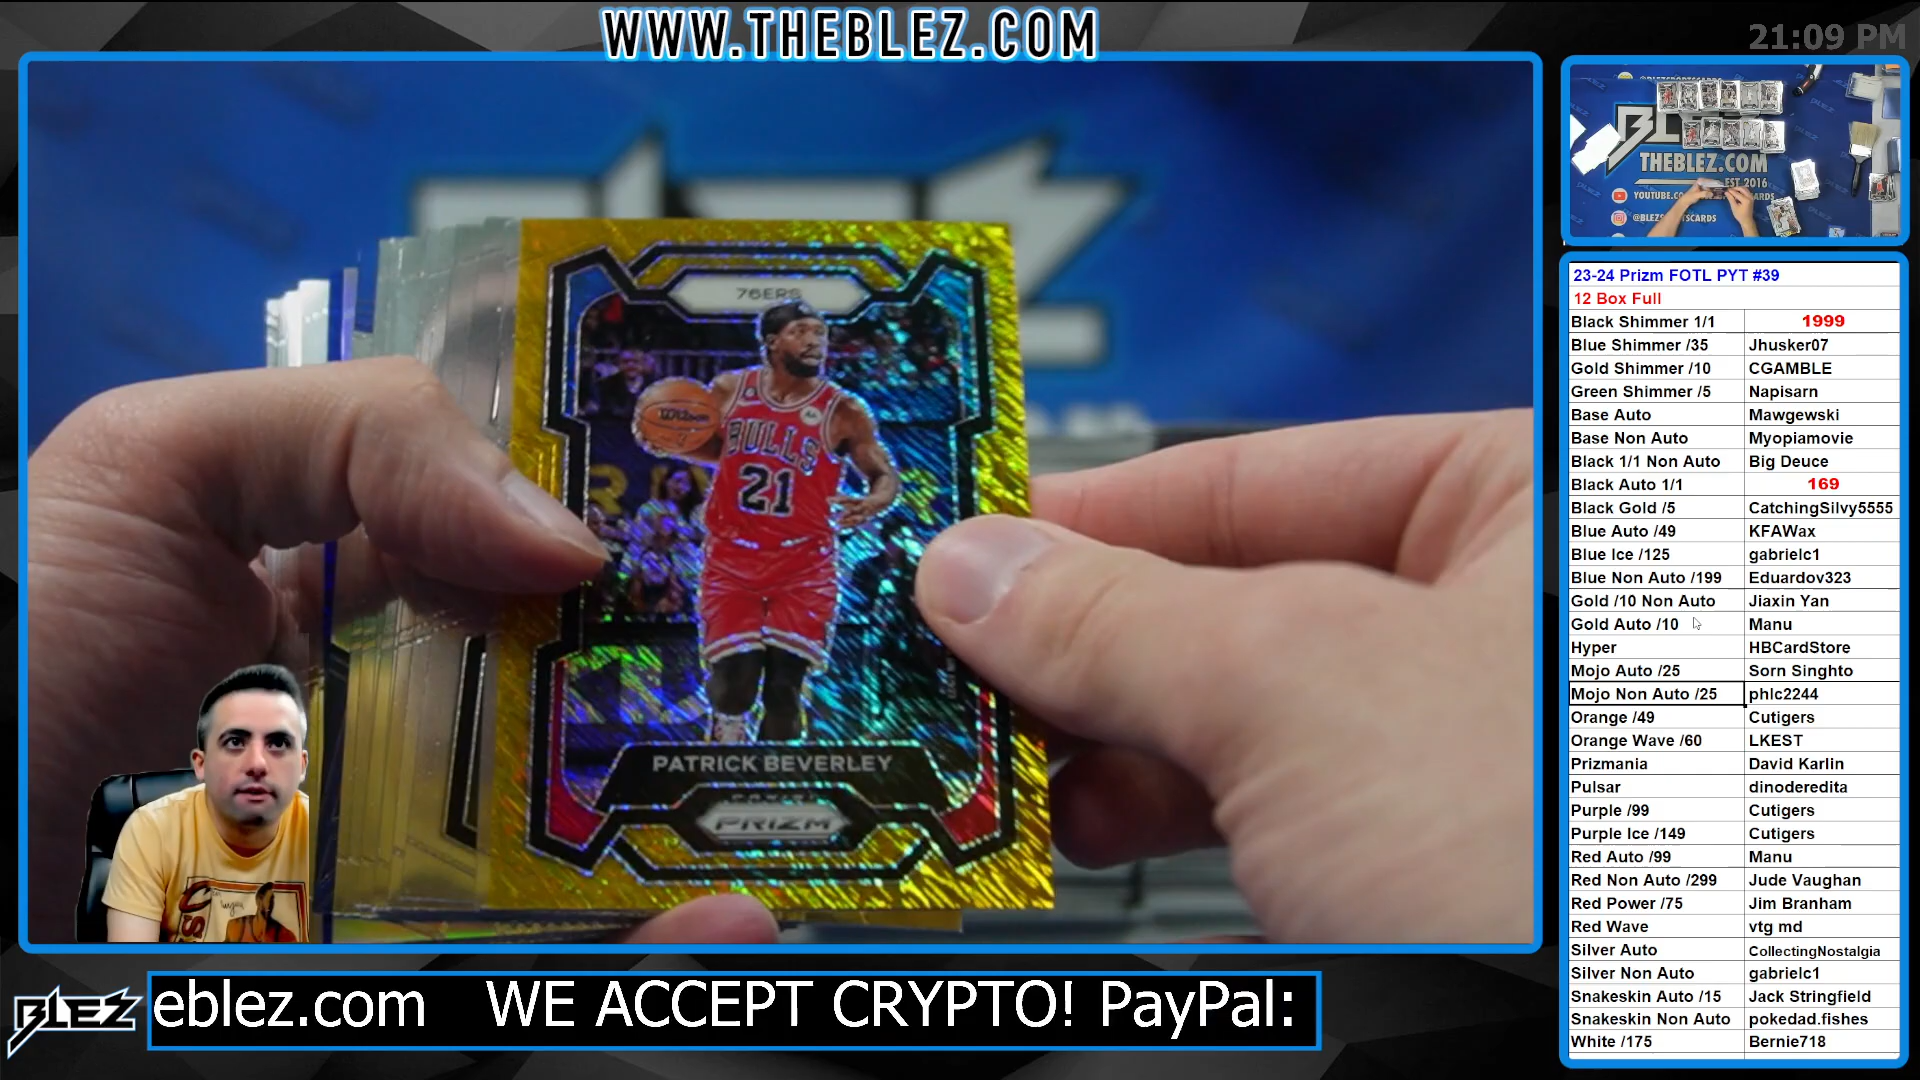 WWW.THEBLEZ.COM
21:09 PM
76ERS
Wilson
BULLS
21
PATRICK BEVERLEY
PRIZM
THEBLEZ.COM
EST 2016
23-24 Prizm FOTL PYT #39
12 Box Full
Black Shimmer 1/1 1999
Blue Shimmer /35 Jhusker07
Gold Shimmer /10 CGAMBLE
Green Shimmer /5 Napisarn
Base Auto Mawgewski
Base Non Auto Myopiamovie
Black 1/1 Non Auto Big Deuce
Black Auto 1/1 169
Black Gold /5 CatchingSilvy5555
Blue Auto /49 KFAWax
Blue Ice /125 gabrielc1
Blue Non Auto /199 Eduardov323
Gold /10 Non Auto Jiaxin Yan
Gold Auto /10 Manu
Hyper HBCardStore
Mojo Auto /25 Sorn Singhto
Mojo Non Auto /25 phlc2244
Orange /49 Cutigers
Orange Wave /60 LKEST
Prizmania David Karlin
Pulsar dinoderedita
Purple /99 Cutigers
Purple Ice /149 Cutigers
Red Auto /99 Manu
Red Non Auto /299 Jude Vaughan
Red Power /75 Jim Branham
Red Wave vtg md
Silver Auto CollectingNostalgia
Silver Non Auto gabrielc1
Snakeskin Auto /15 Jack Stringfield
Snakeskin Non Auto pokedad.fishes
White /175 Bernie718
BLEZ
eblez.com WE ACCEPT CRYPTO! PayPal: